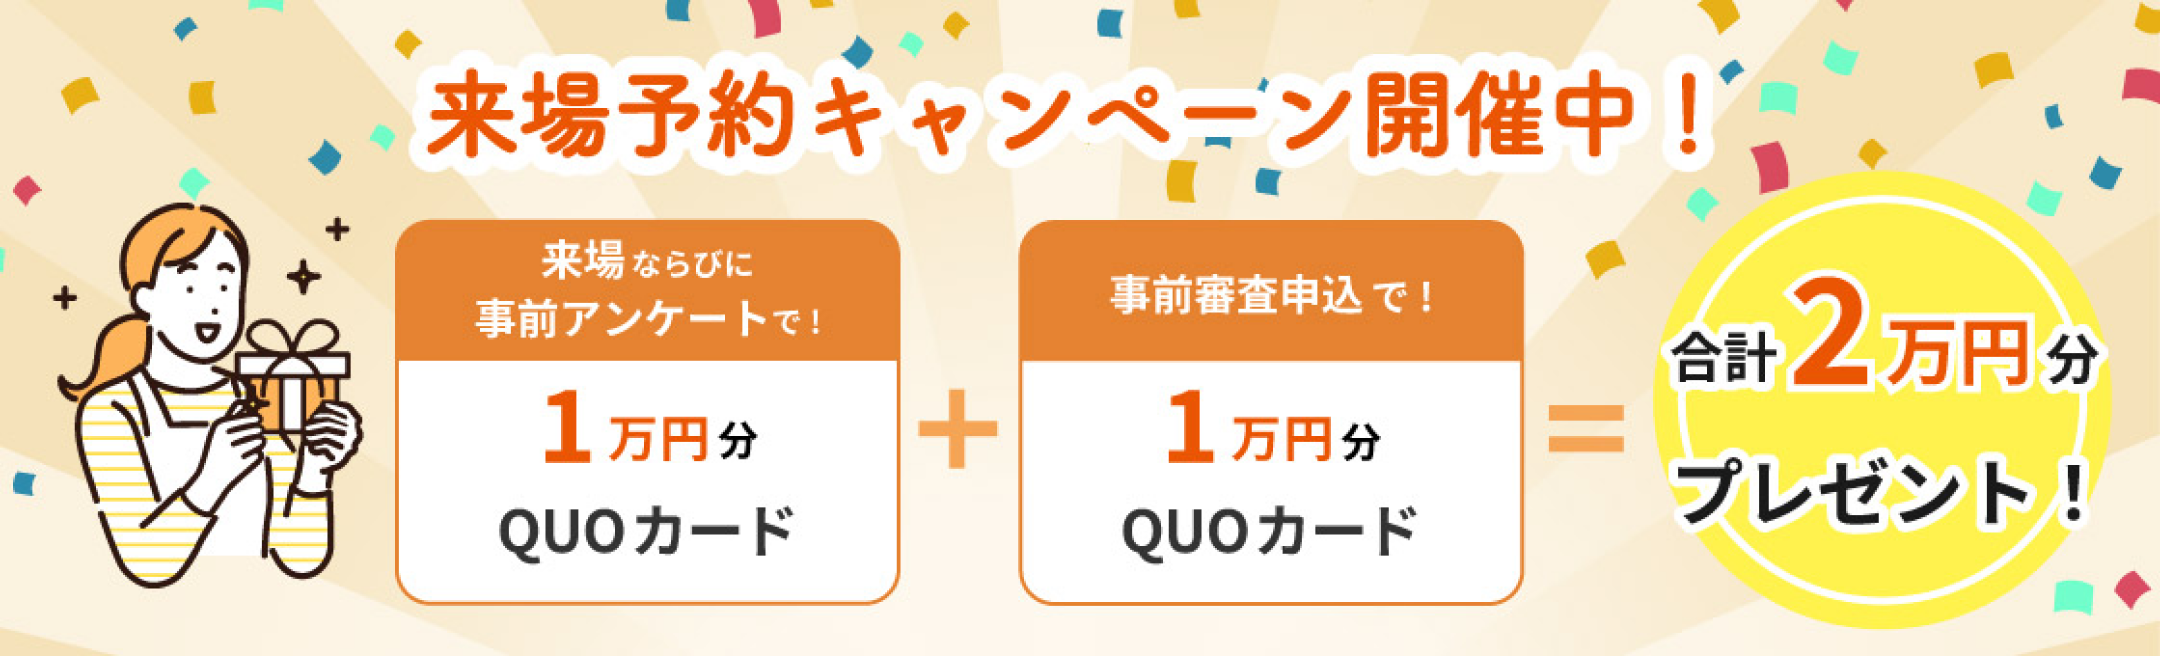 来場予約キャンペーン開催中！
来場ならびに
事前アンケートで！
1万円分
QUOカード
+
事前審査申込で！
1万円分
QUOカード
=
合計2万円分
プレゼント！